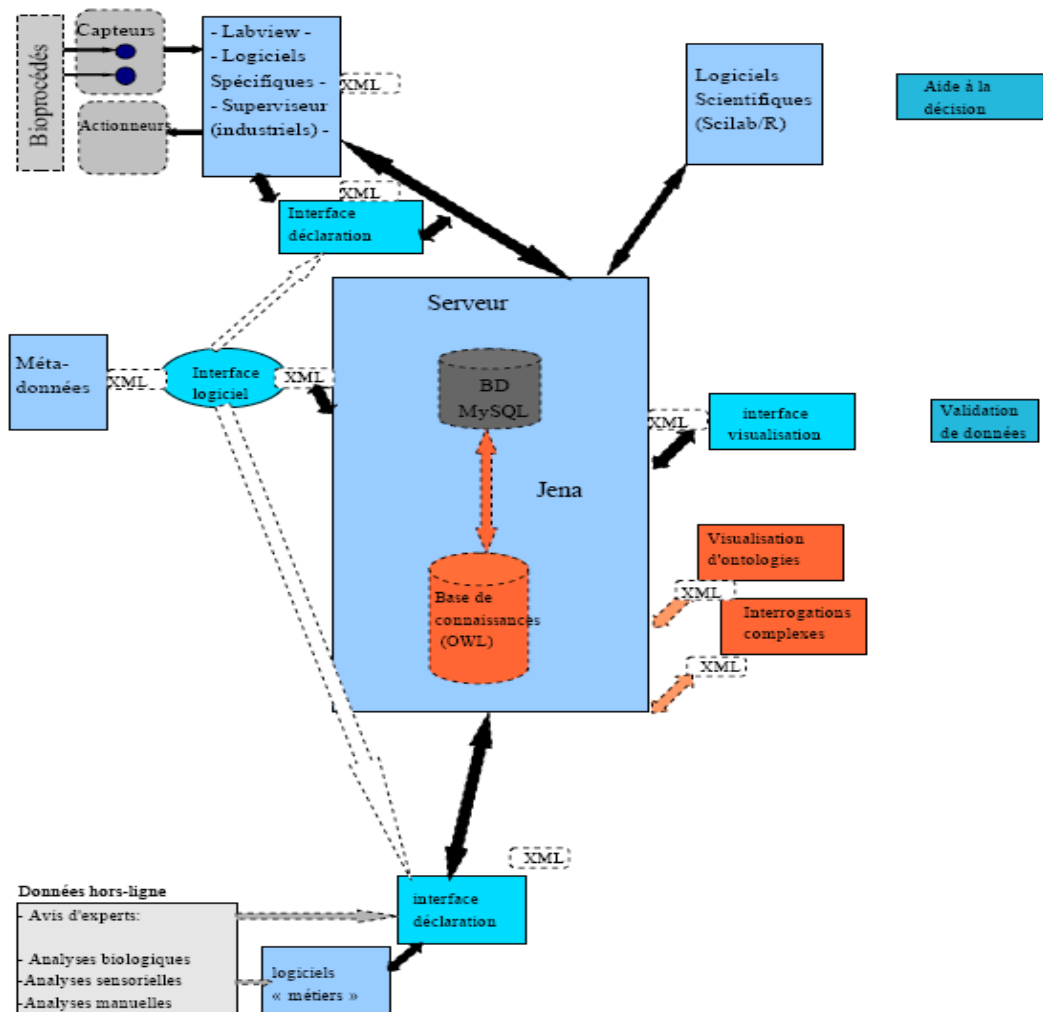 Bioprocédés
Capteurs
Actionneurs
- Labview -
- Logiciels
Spécifiques -
- Superviseur
(industriels) -
XML
Logiciels
Scientifiques
(Scilab/R)
Aide à la
décision
XML
Interface
déclaration
Serveur
Méta-
données
XML
Interface
logiciel
XML
BD
MySQL
XML
interface
visualisation
Validation
de données
Jena
Visualisation
d'ontologies
XML
Base de
connaissances
(OWL)
Interrogations
complexes
XML
XML
Données hors-ligne
- Avis d'experts:
- Analyses biologiques
-Analyses sensorielles
-Analyses manuelles
interface
déclaration
logiciels
« métiers »